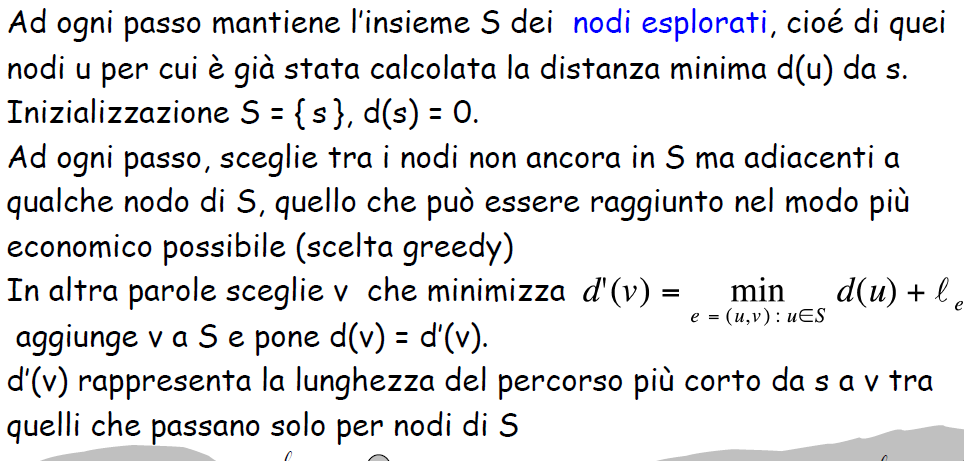 Ad ogni passo mantiene l'insieme S dei nodi esplorati, cioé di quei
nodi u per cui è già stata calcolata la distanza minima d(u) da s.
Inizializzazione S = { s }, d(s) = 0.
Ad ogni passo, sceglie tra i nodi non ancora in S ma adiacenti a
qualche nodo di S, quello che può essere raggiunto nel modo più
economico possibile (scelta greedy)
In altra parole sceglie v che minimizza d'(v) = min e = (u,v) : u∈S d(u) + ℓ e
aggiunge v a S e pone d(v) = d'(v).
d'(v) rappresenta la lunghezza del percorso più corto da s a v tra
quelli che passano solo per nodi di S